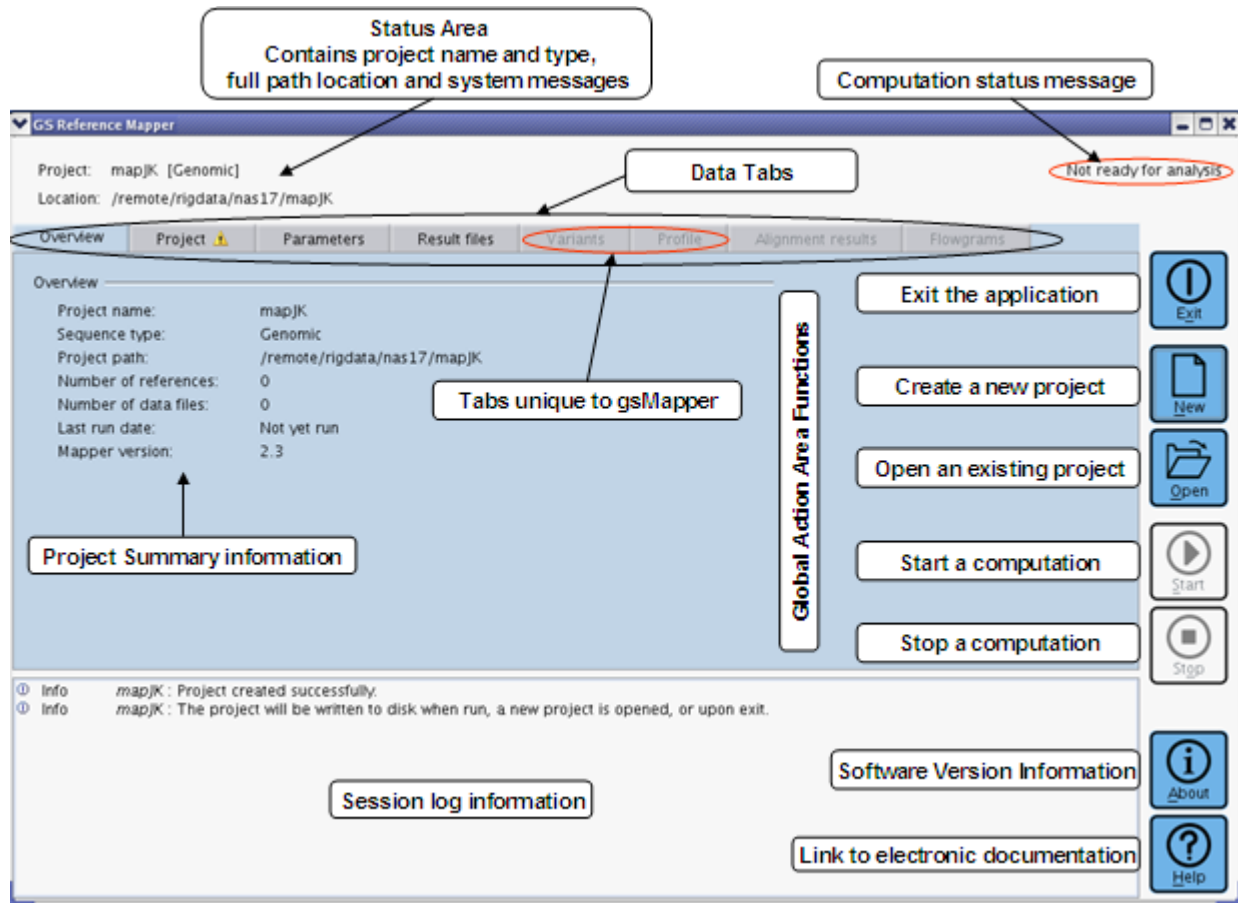 Status Area
Contains project name and type,
full path location and system messages
Computation status message
GS Reference Mapper
Project: mapJK [Genomic]
Data Tabs
Not ready for analysis
Location: /remote/rigdata/nas17/mapJK
Overview Project Parameters Result files Variants Profile Alignment results Flowgrams
Overview
Project name: mapJK
Sequence type: Genomic
Project path: /remote/rigdata/nas17/mapJK
Number of references: 0
Number of data files: 0
Last run date: Not yet run
Mapper version: 2.3
Tabs unique to gsMapper
Project Summary information
Global Action Area Functions
Exit the application
Exit
Create a new project
New
Open an existing project
Open
Start a computation
Start
Stop a computation
Stop
Info mapJK : Project created successfully.
Info mapJK : The project will be written to disk when run, a new project is opened, or upon exit.
Session log information
Software Version Information
About
Link to electronic documentation
Help